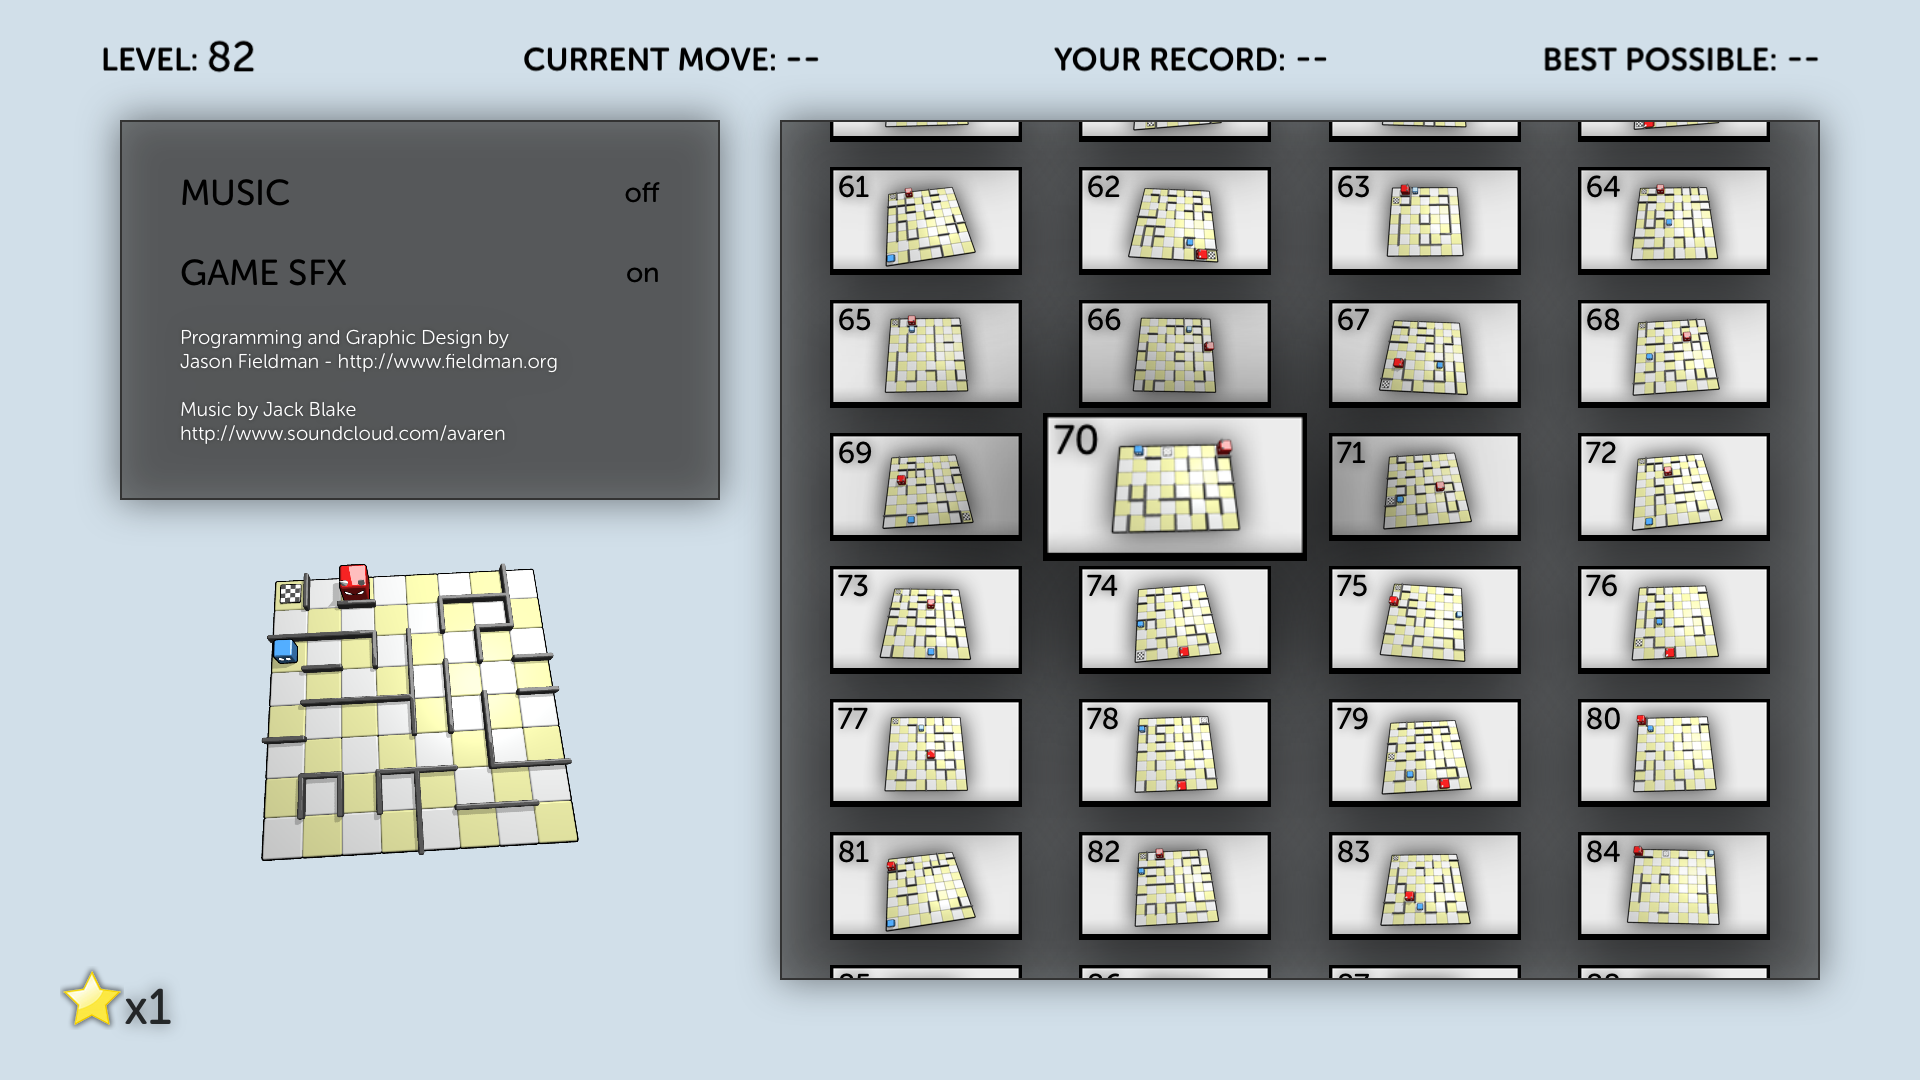 LEVEL: 82
CURRENT MOVE: --
YOUR RECORD: --
BEST POSSIBLE: --
MUSIC off
GAME SFX on
Programming and Graphic Design by
Jason Fieldman - http://www.fieldman.org
Music by Jack Blake
http://www.soundcloud.com/avaren
x1
61 62 63 64
65 66 67 68
69 70 71 72
73 74 75 76
77 78 79 80
81 82 83 84